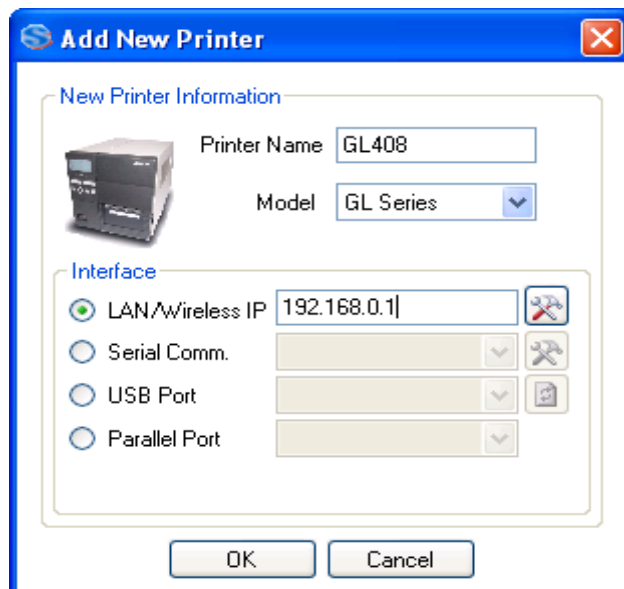 Add New Printer
New Printer Information
Printer Name GL408
Model GL Series
Interface
LAN/Wireless IP 192.168.0.1
Serial Comm.
USB Port
Parallel Port
OK Cancel